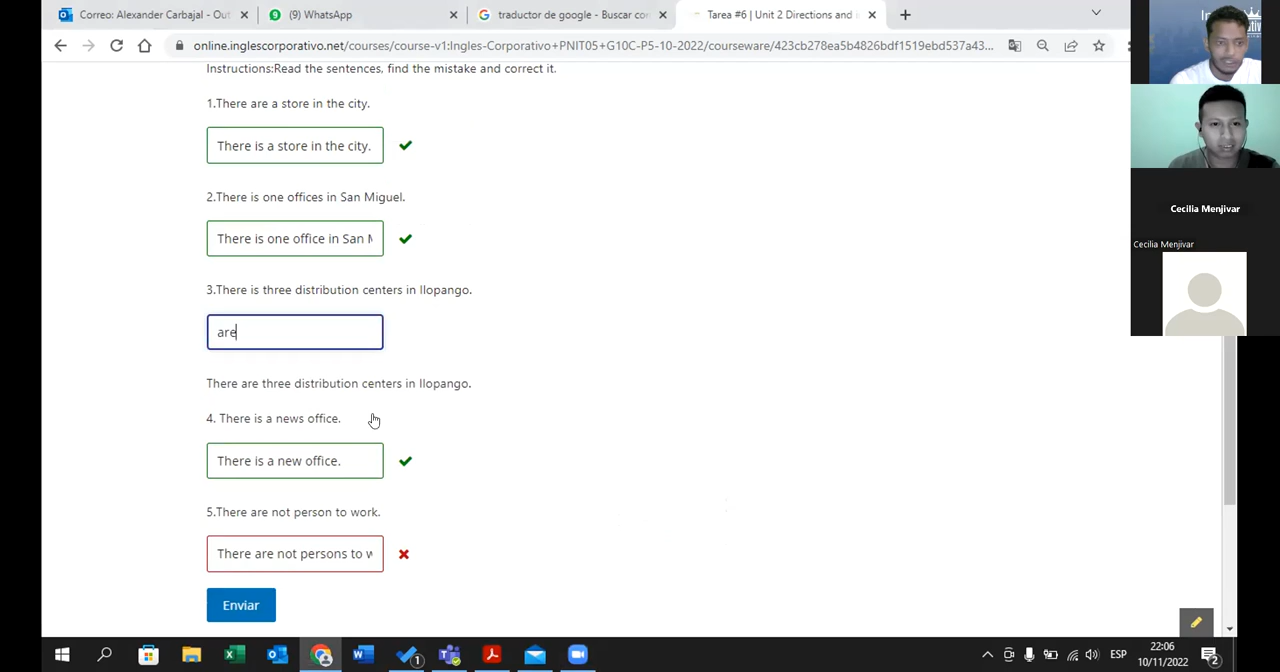 Correo: Alexander Carbajal - Out
(9) WhatsApp
traductor de google - Buscar con
Tarea #6 | Unit 2 Directions and
online.inglescorporativo.net/courses/course-v1:Ingles-Corporativo+PNIT05+G10C-P5-10-2022/courseware/423cb278ea5b4826bdf1519ebd537a43...
Instructions:Read the sentences, find the mistake and correct it.
1.There are a store in the city.
There is a store in the city.
2.There is one offices in San Miguel.
There is one office in San M
3.There is three distribution centers in Ilopango.
are
There are three distribution centers in Ilopango.
4. There is a news office.
There is a new office.
5.There are not person to work.
There are not persons to w
Enviar
Cecilia Menjivar
Cecilia Menjivar
ESP
22:06
10/11/2022
1
2